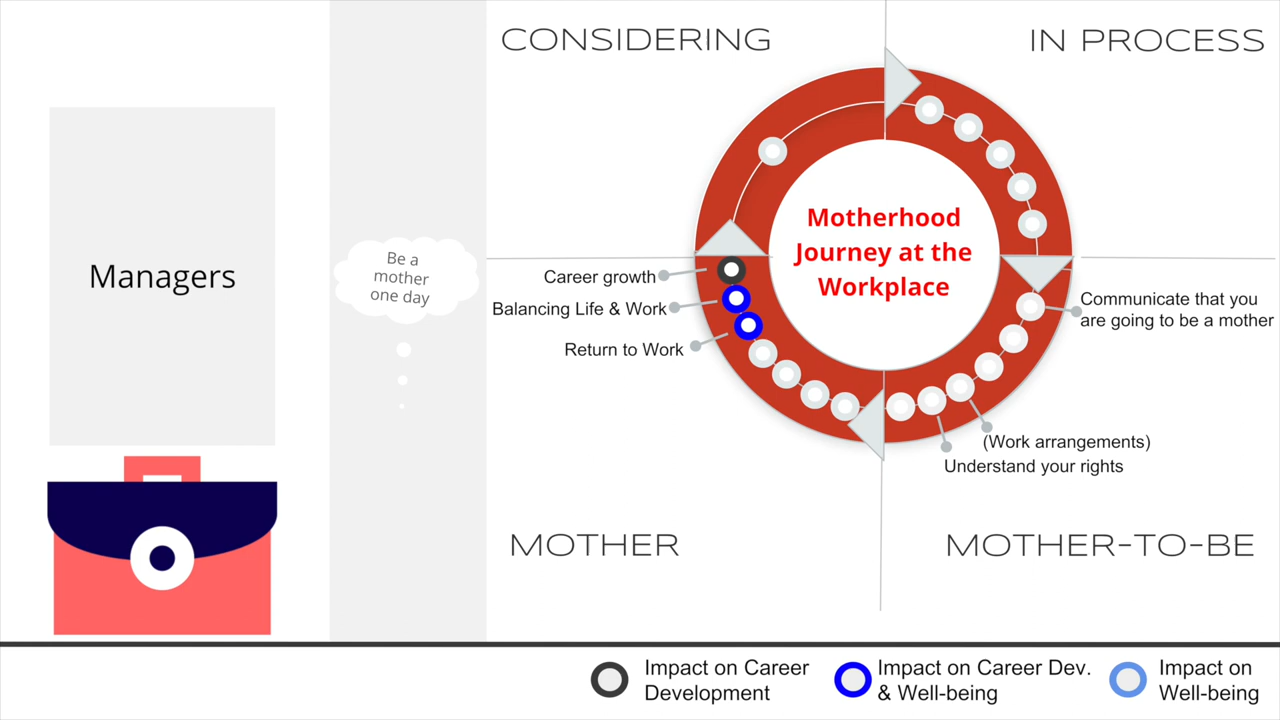 CONSIDERING
IN PROCESS
Managers
Be a
mother
one day
Motherhood
Journey at the
Workplace
Career growth
Balancing Life & Work
Return to Work
Communicate that you
are going to be a mother
(Work arrangements)
Understand your rights
MOTHER
MOTHER-TO-BE
Impact on Career
Development
Impact on Career Dev.
& Well-being
Impact on
Well-being